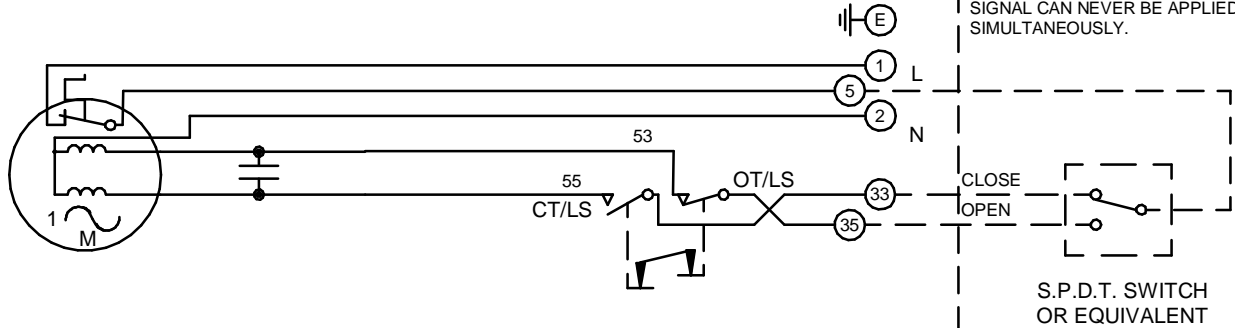 SIGNAL CAN NEVER BE APPLIED
SIMULTANEOUSLY.
E
1
L
5
2
N
53
55
CT/LS
OT/LS
33
CLOSE
35
OPEN
1
M
S.P.D.T. SWITCH
OR EQUIVALENT